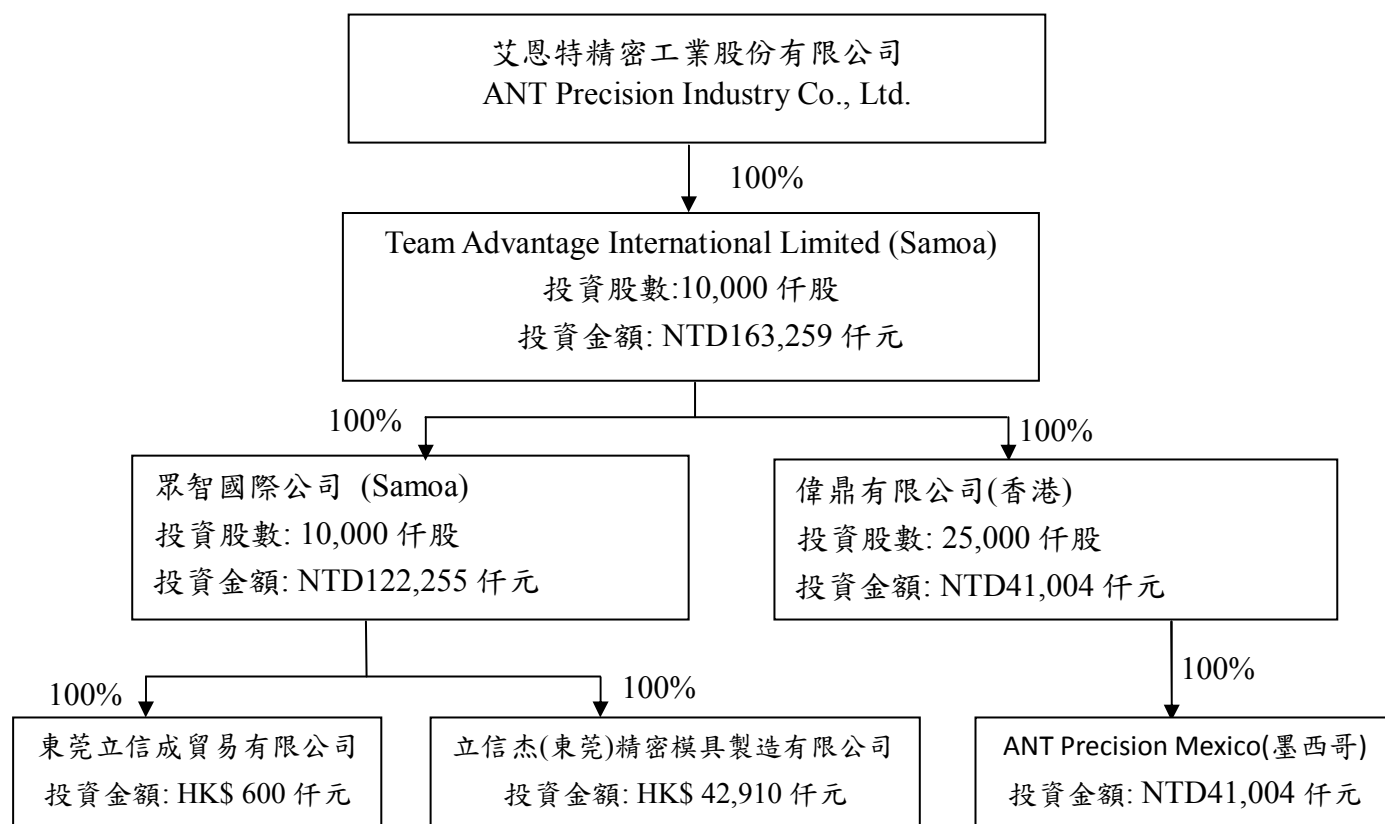 艾恩特精密工業股份有限公司
ANT Precision Industry Co., Ltd.
100%
Team Advantage International Limited (Samoa)
投資股數:10,000 仟股
投資金額: NTD163,259 仟元
100%
100%
眾智國際公司 (Samoa)
投資股數: 10,000 仟股
投資金額: NTD122,255 仟元
偉鼎有限公司(香港)
投資股數: 25,000 仟股
投資金額: NTD41,004 仟元
100%
100%
100%
東莞立信成貿易有限公司
投資金額: HK$ 600 仟元
立信杰(東莞)精密模具製造有限公司
投資金額: HK$ 42,910 仟元
ANT Precision Mexico(墨西哥)
投資金額: NTD41,004 仟元